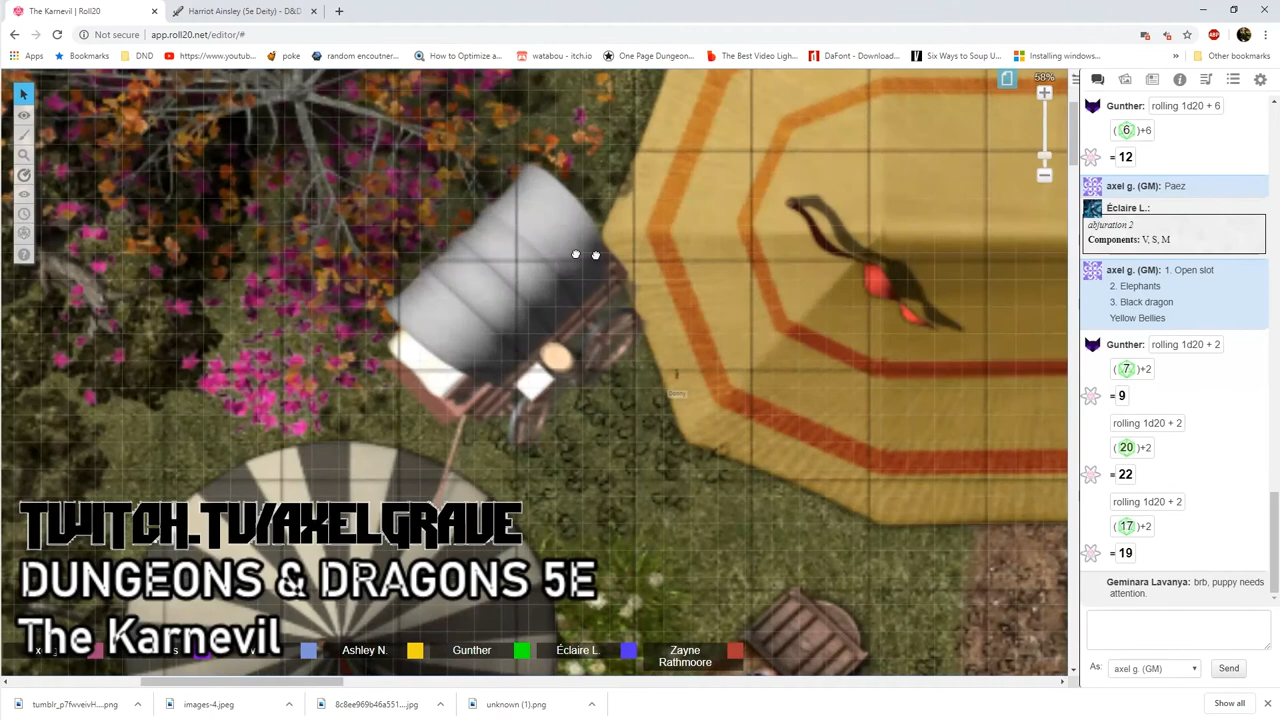 The Karnevil | Roll20
Harriot Ainsley (5e Deity) - D&D
Not secure | app.roll20.net/editor/#
Apps
Bookmarks
DND
https://www.youtub...
poke
random encoutner...
How to Optimize a...
watabou - itch.io
One Page Dungeon...
The Best Video Ligh...
DaFont - Download...
Six Ways to Soup U...
Installing windows...
Other bookmarks
58%
Gunther: rolling 1d20 + 6
(6)+6
= 12
axel g. (GM): Paez
Éclaire L.:
abjuration 2
Components: V, S, M
axel g. (GM): 1. Open slot
2. Elephants
3. Black dragon
Yellow Bellies
Gunther: rolling 1d20 + 2
(7)+2
= 9
rolling 1d20 + 2
(20)+2
= 22
rolling 1d20 + 2
(17)+2
= 19
Geminara Lavanya: brb, puppy needs
attention.
TWITCH.TV/AXELGRAVE
DUNGEONS & DRAGONS 5E
The Karnevil
Ashley N.
Gunther
Éclaire L.
Zayne
Rathmoore
As:
axel g. (GM)
Send
tumblr_p7fwveivH....png
images-4.jpeg
8c8ee969b46a551....jpg
unknown (1).png
Show all